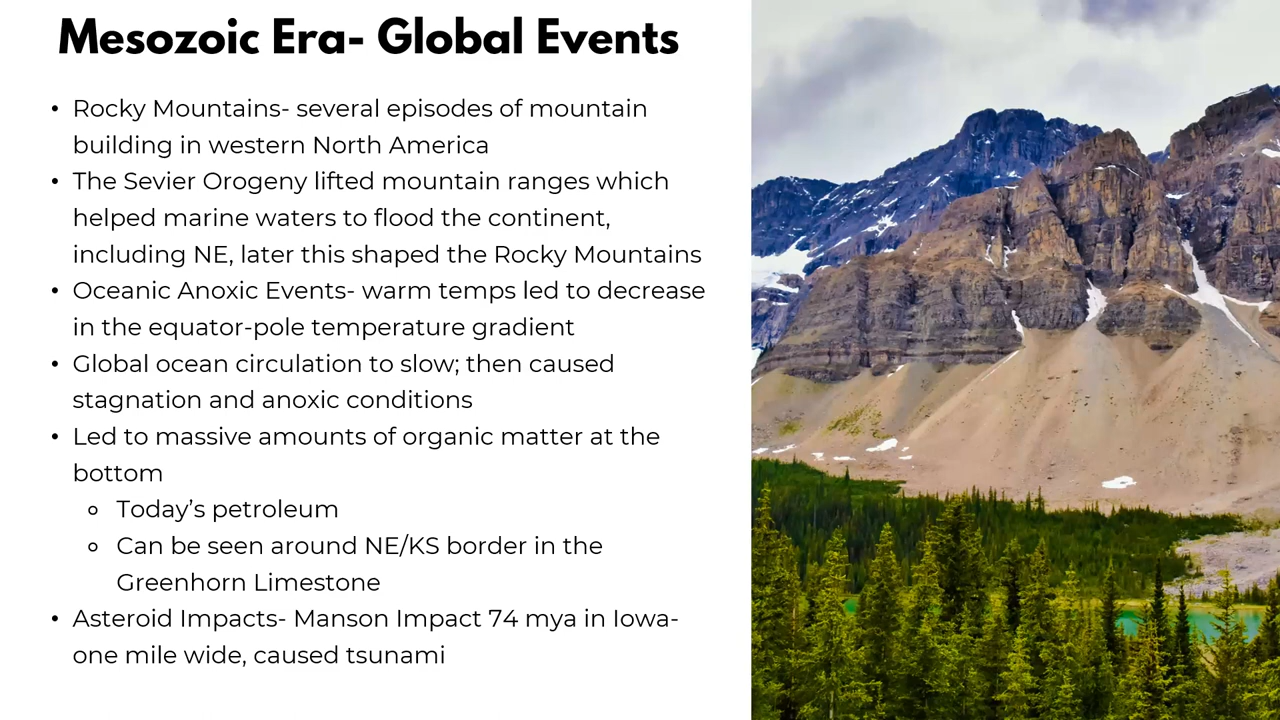 Mesozoic Era- Global Events
• Rocky Mountains- several episodes of mountain
building in western North America
• The Sevier Orogeny lifted mountain ranges which
helped marine waters to flood the continent,
including NE, later this shaped the Rocky Mountains
• Oceanic Anoxic Events- warm temps led to decrease
in the equator-pole temperature gradient
• Global ocean circulation to slow; then caused
stagnation and anoxic conditions
• Led to massive amounts of organic matter at the
bottom
◦ Today’s petroleum
◦ Can be seen around NE/KS border in the
Greenhorn Limestone
• Asteroid Impacts- Manson Impact 74 mya in Iowa-
one mile wide, caused tsunami